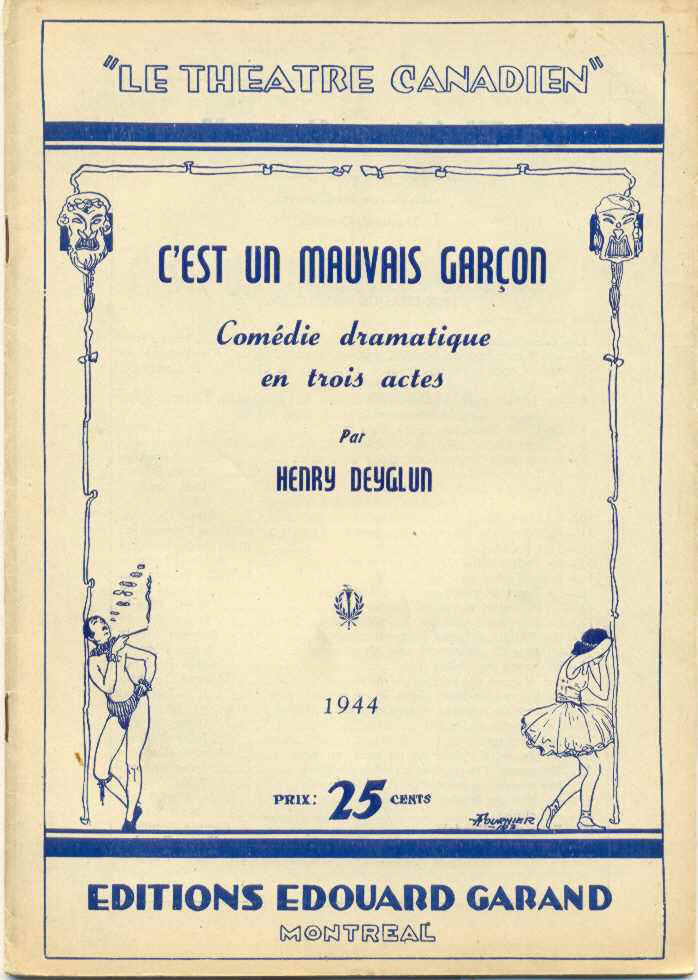 "LE THEATRE CANADIEN"
C'EST UN MAUVAIS GARÇON
Comédie dramatique
en trois actes
Par
HENRY DEYGLUN
1944
PRIX: 25 CENTS
A FOURNIER
EDITIONS EDOUARD GARAND
MONTREAL